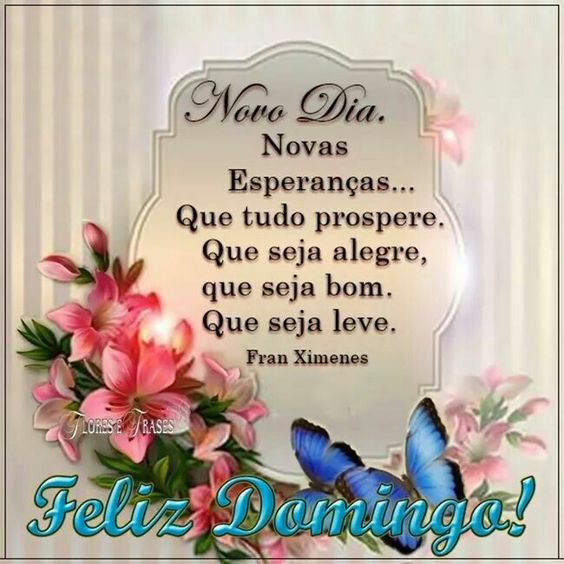 Novo Dia.
Novas
Esperanças...
Que tudo prospere.
Que seja alegre,
que seja bom.
Que seja leve.
Fran Ximenes
Flores e Frases
Feliz Domingo!